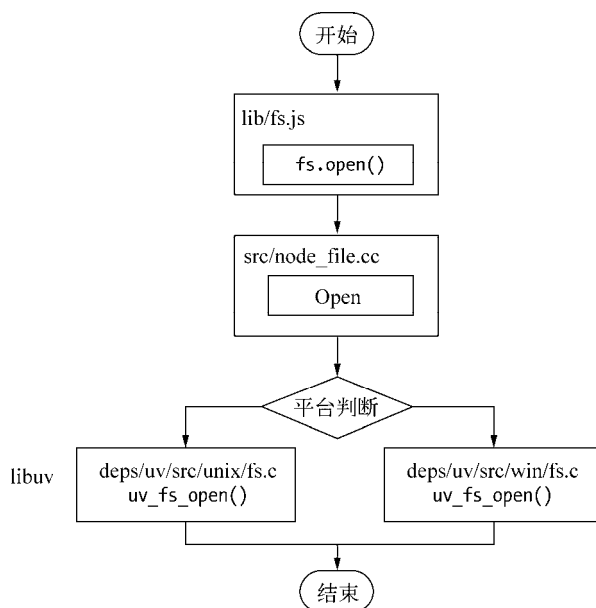 开始
lib/fs.js
fs.open()
src/node_file.cc
Open
平台判断
libuv
deps/uv/src/unix/fs.c
uv_fs_open()
deps/uv/src/win/fs.c
uv_fs_open()
结束